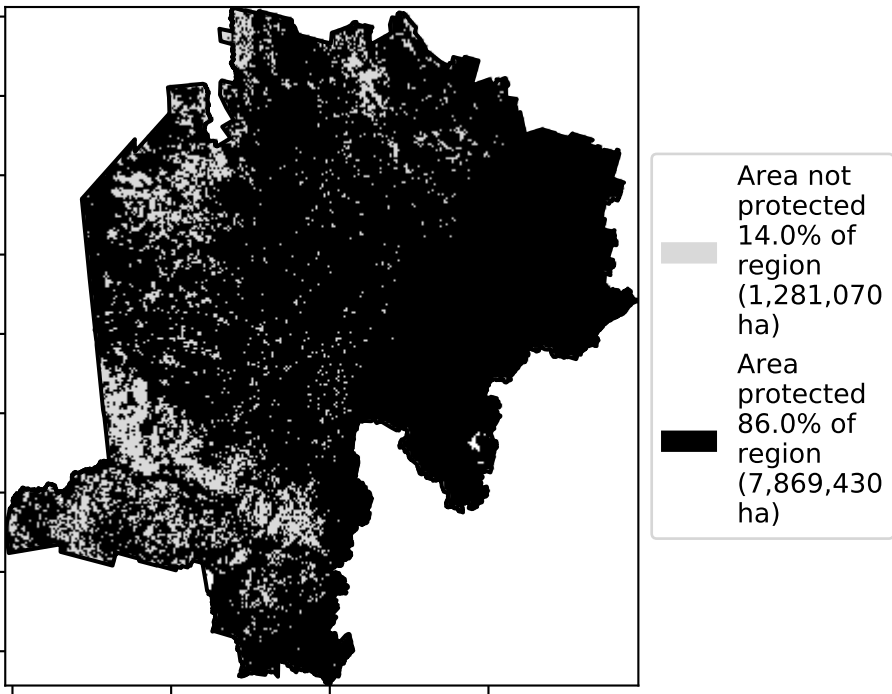 Area not
protected
14.0% of
region
(1,281,070
ha)
Area
protected
86.0% of
region
(7,869,430
ha)